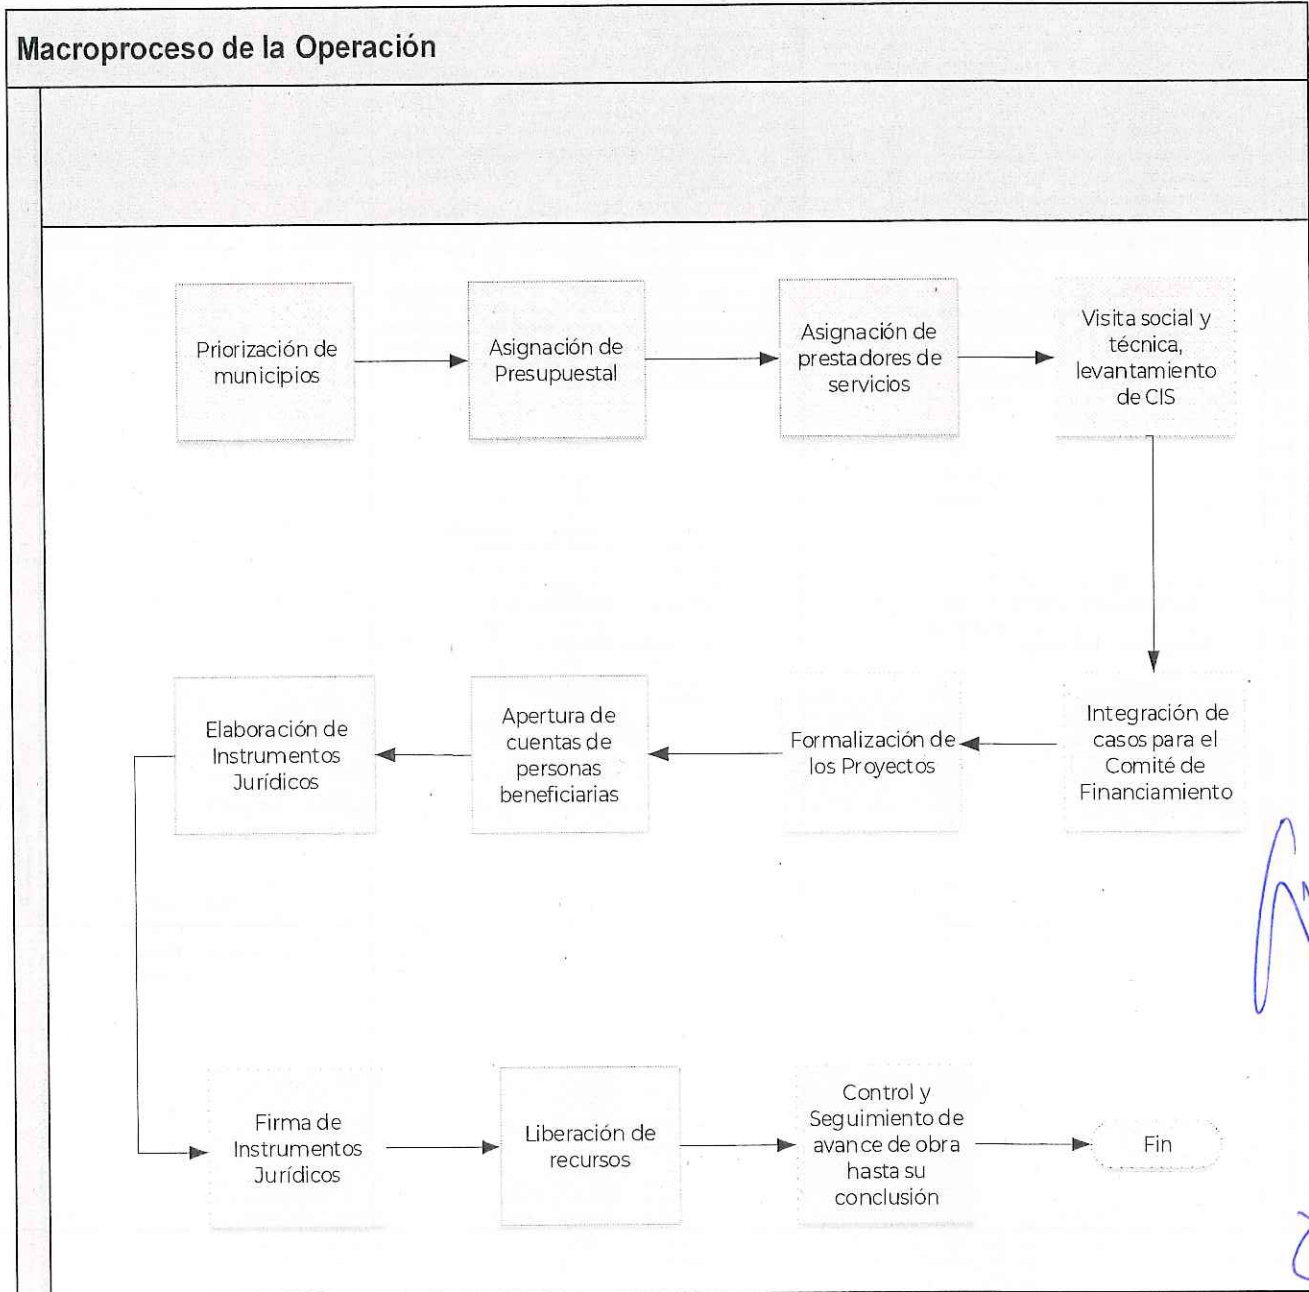 Macroproceso de la Operación
Priorización de
municipios
Asignación de
Presupuestal
Asignación de
prestadores de
servicios
Visita social y
técnica,
levantamiento
de CIS
Integración de
casos para el
Comité de
Financiamiento
Formalización de
los Proyectos
Apertura de
cuentas de
personas
beneficiarias
Elaboración de
Instrumentos
Jurídicos
Firma de
Instrumentos
Jurídicos
Liberación de
recursos
Control y
Seguimiento de
avance de obra
hasta su
conclusión
Fin